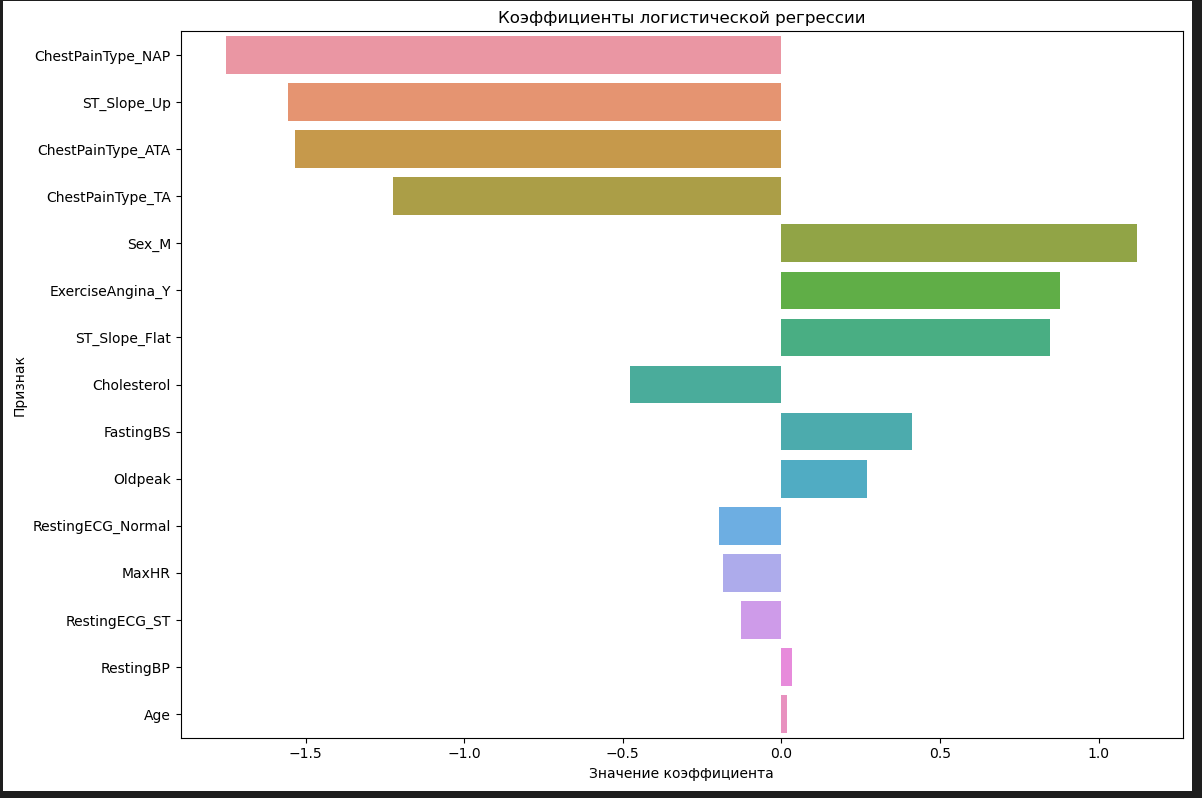 Коэффициенты логистической регрессии
ChestPainType_NAP
ST_Slope_Up
ChestPainType_ATA
ChestPainType_TA
Sex_M
ExerciseAngina_Y
ST_Slope_Flat
Cholesterol
FastingBS
Oldpeak
RestingECG_Normal
MaxHR
RestingECG_ST
RestingBP
Age
Признак
−1.5 −1.0 −0.5 0.0 0.5 1.0
Значение коэффициента